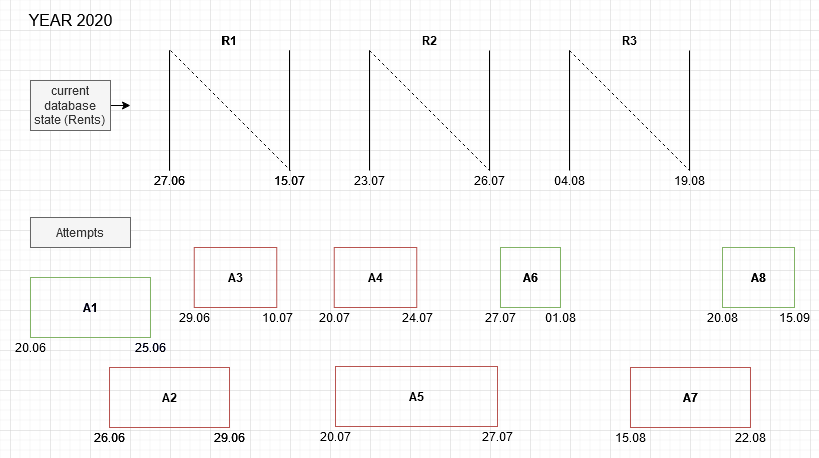 YEAR 2020
R1
R2
R3
current
database
state (Rents)
27.06
15.07
23.07
26.07
04.08
19.08
Attempts
A1
20.06
25.06
A3
29.06
10.07
A4
20.07
24.07
A6
27.07
01.08
A8
20.08
15.09
A2
26.06
29.06
A5
20.07
27.07
A7
15.08
22.08